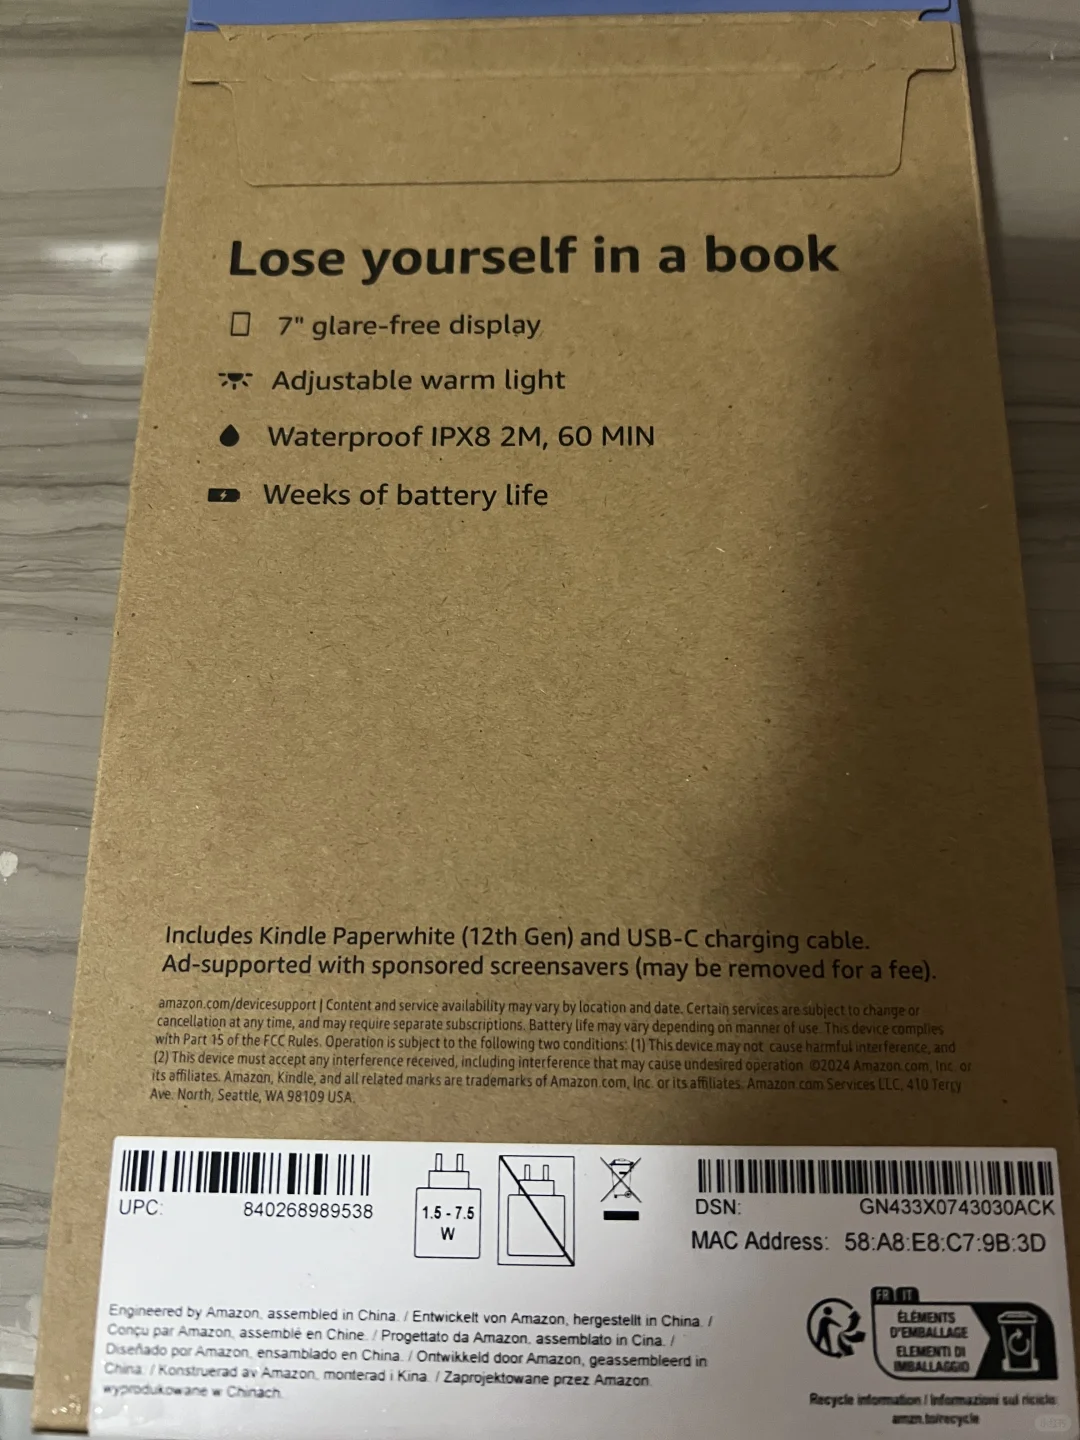 Lose yourself in a book
7" glare-free display
Adjustable warm light
Waterproof IPX8 2M, 60 MIN
Weeks of battery life
Includes Kindle Paperwhite (12th Gen) and USB-C charging cable.
Ad-supported with sponsored screensavers (may be removed for a fee).
amazon.com/devicesupport | Content and service availability may vary by location and date. Certain services are subject to change or
cancellation at any time, and may require separate subscriptions. Battery life may vary depending on manner of use. This device complies
with Part 15 of the FCC Rules. Operation is subject to the following two conditions: (1) This device may not cause harmful interference, and
(2) This device must accept any interference received, including interference that may cause undesired operation. ©2024 Amazon.com, Inc. or
its affiliates. Amazon, Kindle, and all related marks are trademarks of Amazon.com, Inc. or its affiliates. Amazon.com Services LLC, 410 Terry
Ave. North, Seattle, WA 98109 USA.
UPC: 840268989538
1.5 - 7.5
W
DSN: GN433X0743030ACK
MAC Address: 58:A8:E8:C7:9B:3D
Engineered by Amazon, assembled in China. / Entwickelt von Amazon, hergestellt in China. /
Conçu par Amazon, assemblé en Chine. / Progettato da Amazon, assemblato in Cina. /
Diseñado por Amazon, ensamblado en China. / Ontwikkeld door Amazon, geassembleerd in
China. / Konstruerad av Amazon, monterad i Kina. / Zaprojektowane przez Amazon,
wyprodukowane w Chinach.
FR IT
ÉLÉMENTS
D'EMBALLAGE
ELEMENTI DI
IMBALLAGGIO
Recycle information / Informazioni sul riciclo:
amzn.to/recycle